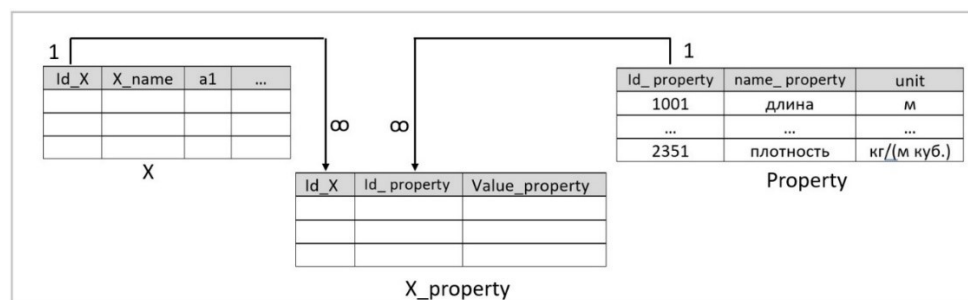 1
Id_X X_name a1 ...
X
∞ ∞
1
Id_ property name_ property unit
1001 длина м
... ... ...
2351 плотность кг/(м куб.)
Property
Id_X Id_ property Value_property
X_property